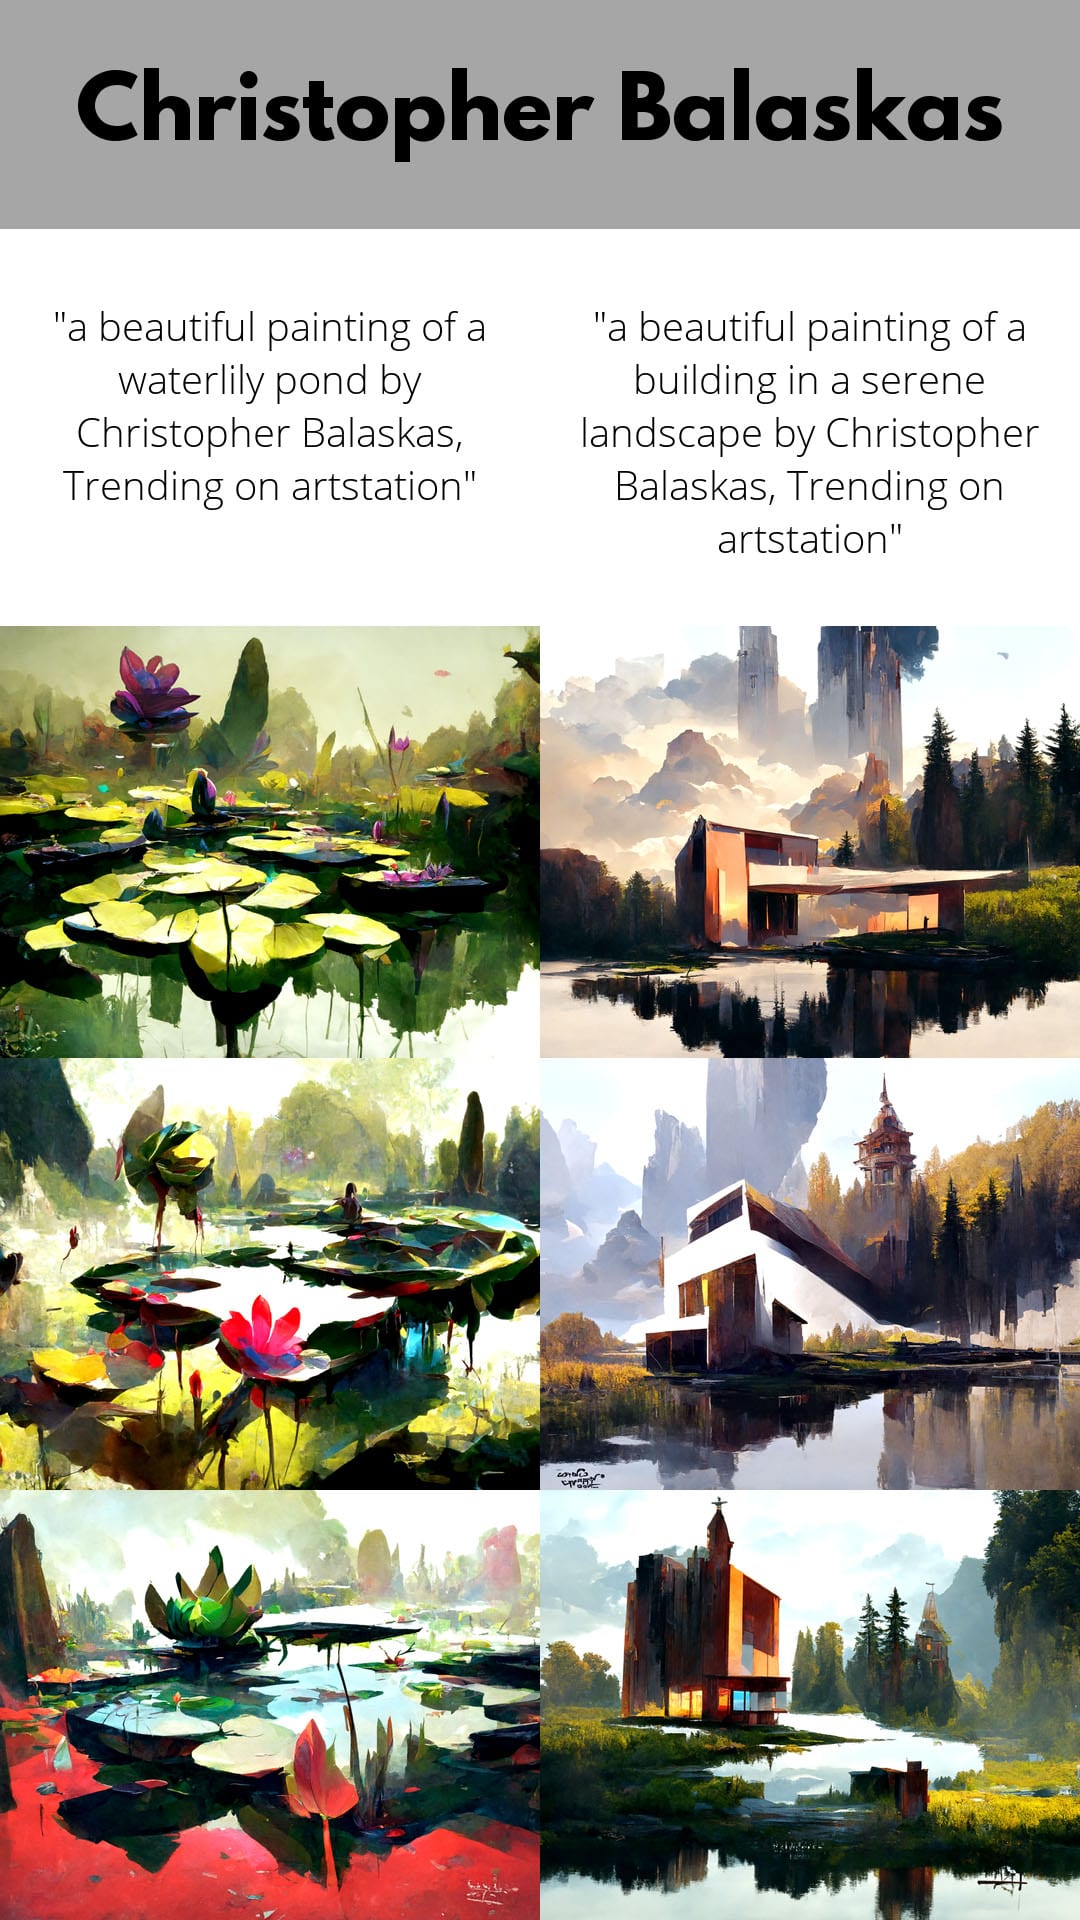 Christopher Balaskas
"a beautiful painting of a
waterlily pond by
Christopher Balaskas,
Trending on artstation"
"a beautiful painting of a
building in a serene
landscape by Christopher
Balaskas, Trending on
artstation"